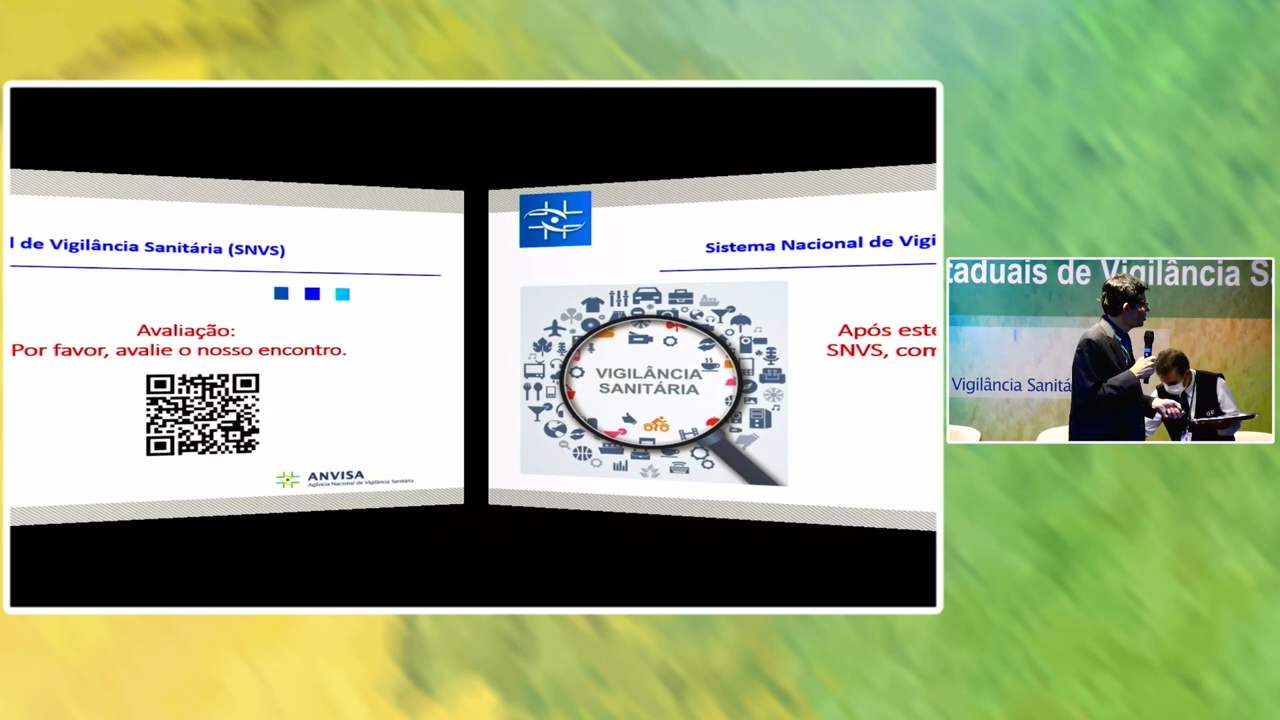 l de Vigilância Sanitária (SNVS)
Avaliação:
Por favor, avalie o nosso encontro.
ANVISA
Agência Nacional de Vigilância Sanitária
Sistema Nacional de Vigi
VIGILÂNCIA
SANITÁRIA
Após este
SNVS, com
taduais de Vigilância S
Vigilância Sanitá